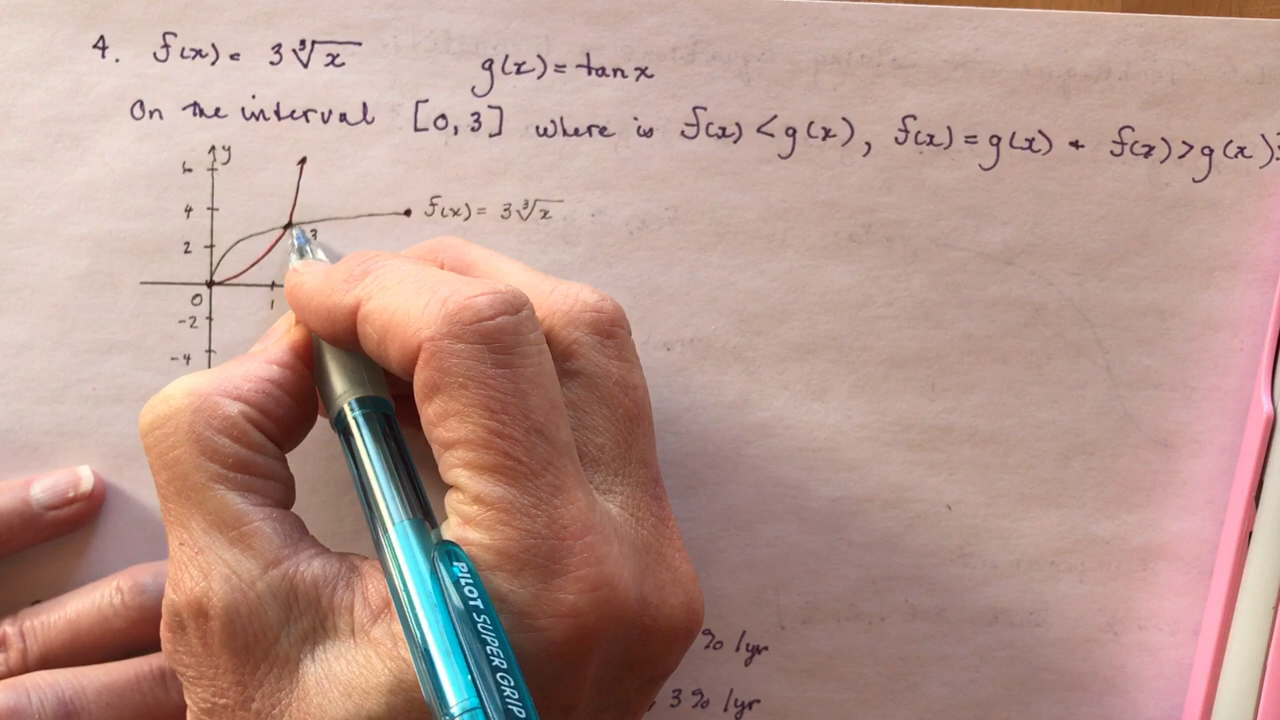 4. f(x) = 3∛x
g(x) = tan x
On the interval [0,3] where is f(x) < g(x), f(x) = g(x) + f(x) > g(x)?
y
6
4
f(x) = 3∛x
3
2
0
1
-2
-4
PILOT SUPER GRIP
% /yr
, 3% /yr